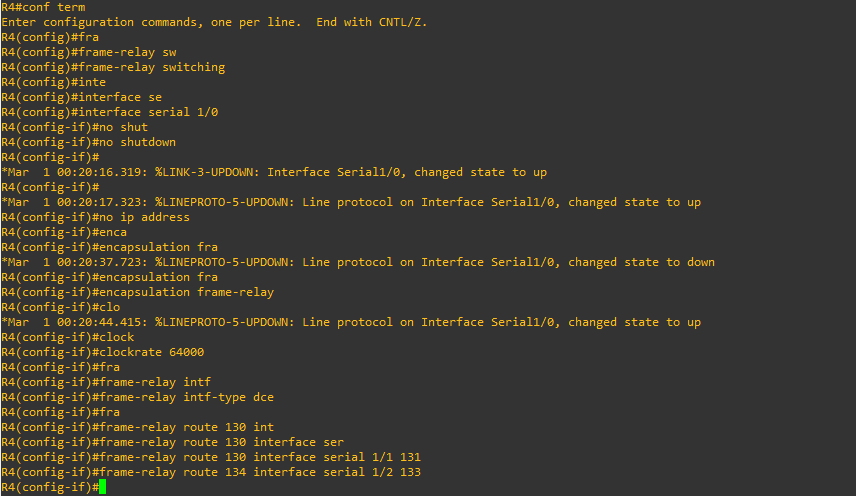 R4#conf term
Enter configuration commands, one per line.  End with CNTL/Z.
R4(config)#fra
R4(config)#frame-relay sw
R4(config)#frame-relay switching
R4(config)#inte
R4(config)#interface se
R4(config)#interface serial 1/0
R4(config-if)#no shut
R4(config-if)#no shutdown
R4(config-if)#
*Mar  1 00:20:16.319: %LINK-3-UPDOWN: Interface Serial1/0, changed state to up
R4(config-if)#
*Mar  1 00:20:17.323: %LINEPROTO-5-UPDOWN: Line protocol on Interface Serial1/0, changed state to up
R4(config-if)#no ip address
R4(config-if)#enca
R4(config-if)#encapsulation fra
*Mar  1 00:20:37.723: %LINEPROTO-5-UPDOWN: Line protocol on Interface Serial1/0, changed state to down
R4(config-if)#encapsulation fra
R4(config-if)#encapsulation frame-relay
R4(config-if)#clo
*Mar  1 00:20:44.415: %LINEPROTO-5-UPDOWN: Line protocol on Interface Serial1/0, changed state to up
R4(config-if)#clock
R4(config-if)#clockrate 64000
R4(config-if)#fra
R4(config-if)#frame-relay intf
R4(config-if)#frame-relay intf-type dce
R4(config-if)#fra
R4(config-if)#frame-relay route 130 int
R4(config-if)#frame-relay route 130 interface ser
R4(config-if)#frame-relay route 130 interface serial 1/1 131
R4(config-if)#frame-relay route 134 interface serial 1/2 133
R4(config-if)#